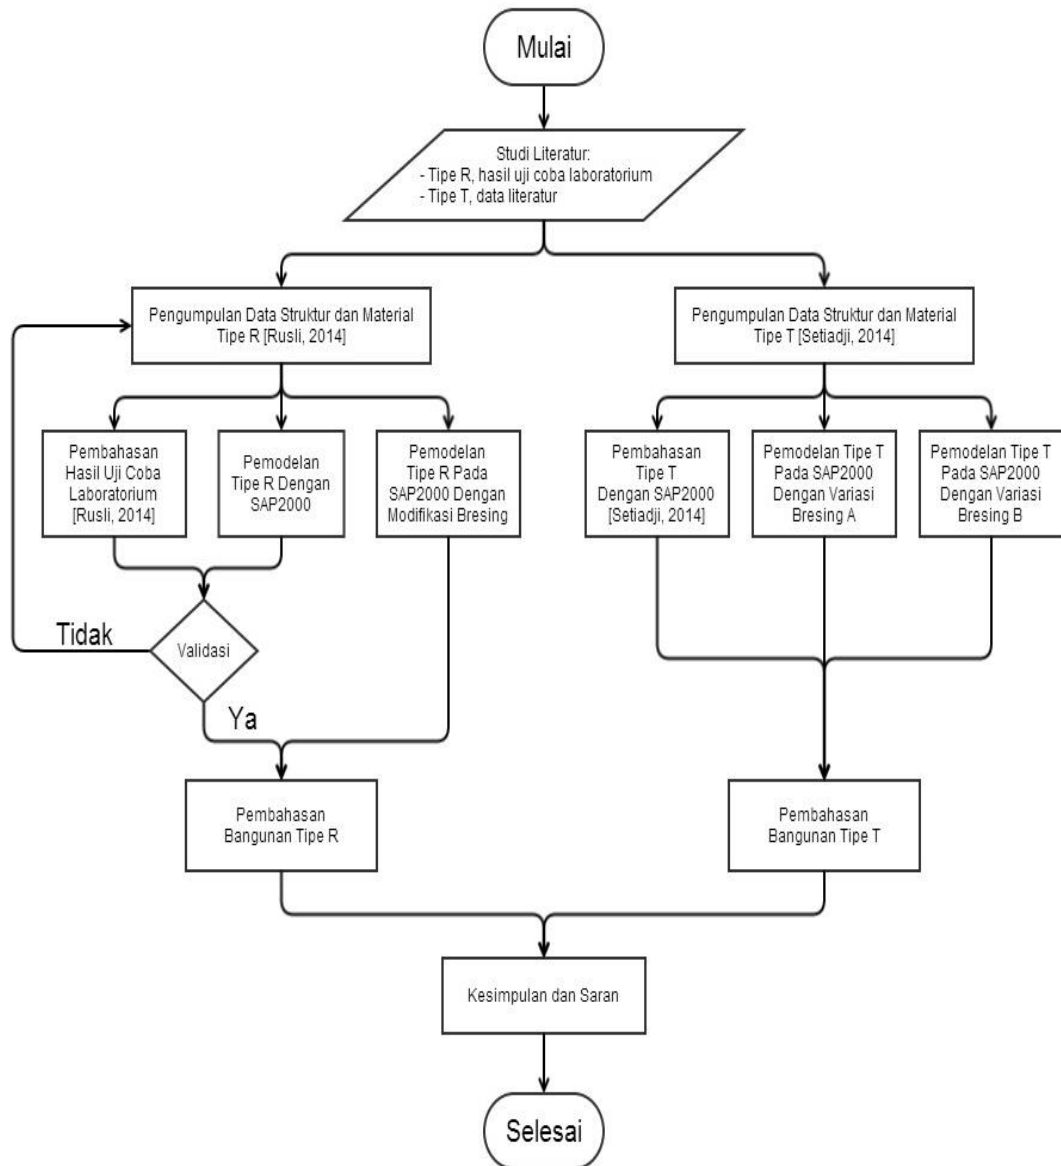 Mulai
Studi Literatur:
- Tipe R, hasil uji coba laboratorium
- Tipe T, data literatur
Pengumpulan Data Struktur dan Material
Tipe R [Rusli, 2014]
Pengumpulan Data Struktur dan Material
Tipe T [Setiadji, 2014]
Pembahasan
Hasil Uji Coba
Laboratorium
[Rusli, 2014]
Pemodelan
Tipe R Dengan
SAP2000
Pemodelan
Tipe R Pada
SAP2000 Dengan
Modifikasi Bresing
Pembahasan
Tipe T
Dengan SAP2000
[Setiadji, 2014]
Pemodelan Tipe T
Pada SAP2000
Dengan Variasi
Bresing A
Pemodelan Tipe T
Pada SAP2000
Dengan Variasi
Bresing B
Tidak
Validasi
Ya
Pembahasan
Bangunan Tipe R
Pembahasan
Bangunan Tipe T
Kesimpulan dan Saran
Selesai